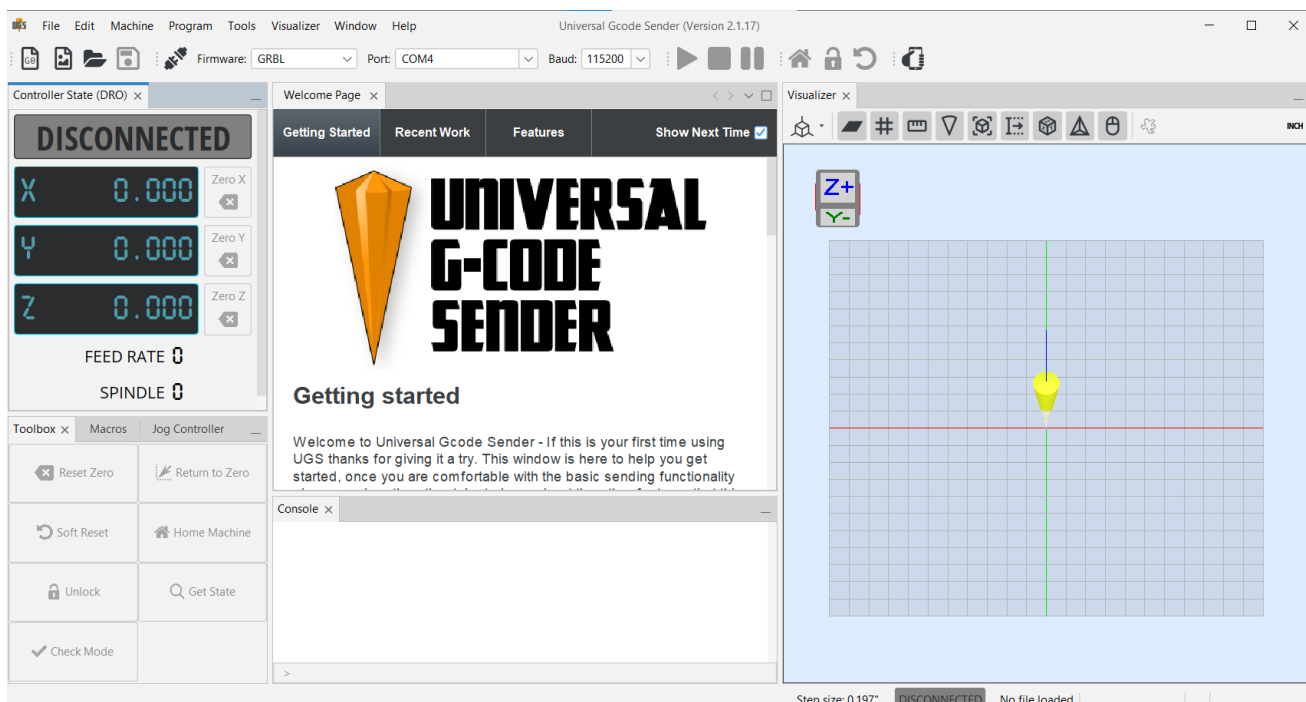 UGS File Edit Machine Program Tools Visualizer Window Help Universal Gcode Sender (Version 2.1.17)
G0 Firmware: GRBL Port: COM4 Baud: 115200
Controller State (DRO)
DISCONNECTED
X 0.000 Zero X
Y 0.000 Zero Y
Z 0.000 Zero Z
FEED RATE 0
SPINDLE 0
Toolbox Macros Jog Controller
Reset Zero Return to Zero
Soft Reset Home Machine
Unlock Get State
Check Mode
Welcome Page
Getting Started Recent Work Features Show Next Time
UNIVERSAL
G-CODE
SENDER
Getting started
Welcome to Universal Gcode Sender - If this is your first time using
UGS thanks for giving it a try. This window is here to help you get
started, once you are comfortable with the basic sending functionality
Console
>
Visualizer
INCH
Z+
Y-
Step size: 0.197" DISCONNECTED No file loaded